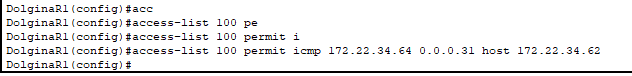 DolginaR1(config)#acc
DolginaR1(config)#access-list 100 pe
DolginaR1(config)#access-list 100 permit i
DolginaR1(config)#access-list 100 permit icmp 172.22.34.64 0.0.0.31 host 172.22.34.62
DolginaR1(config)#